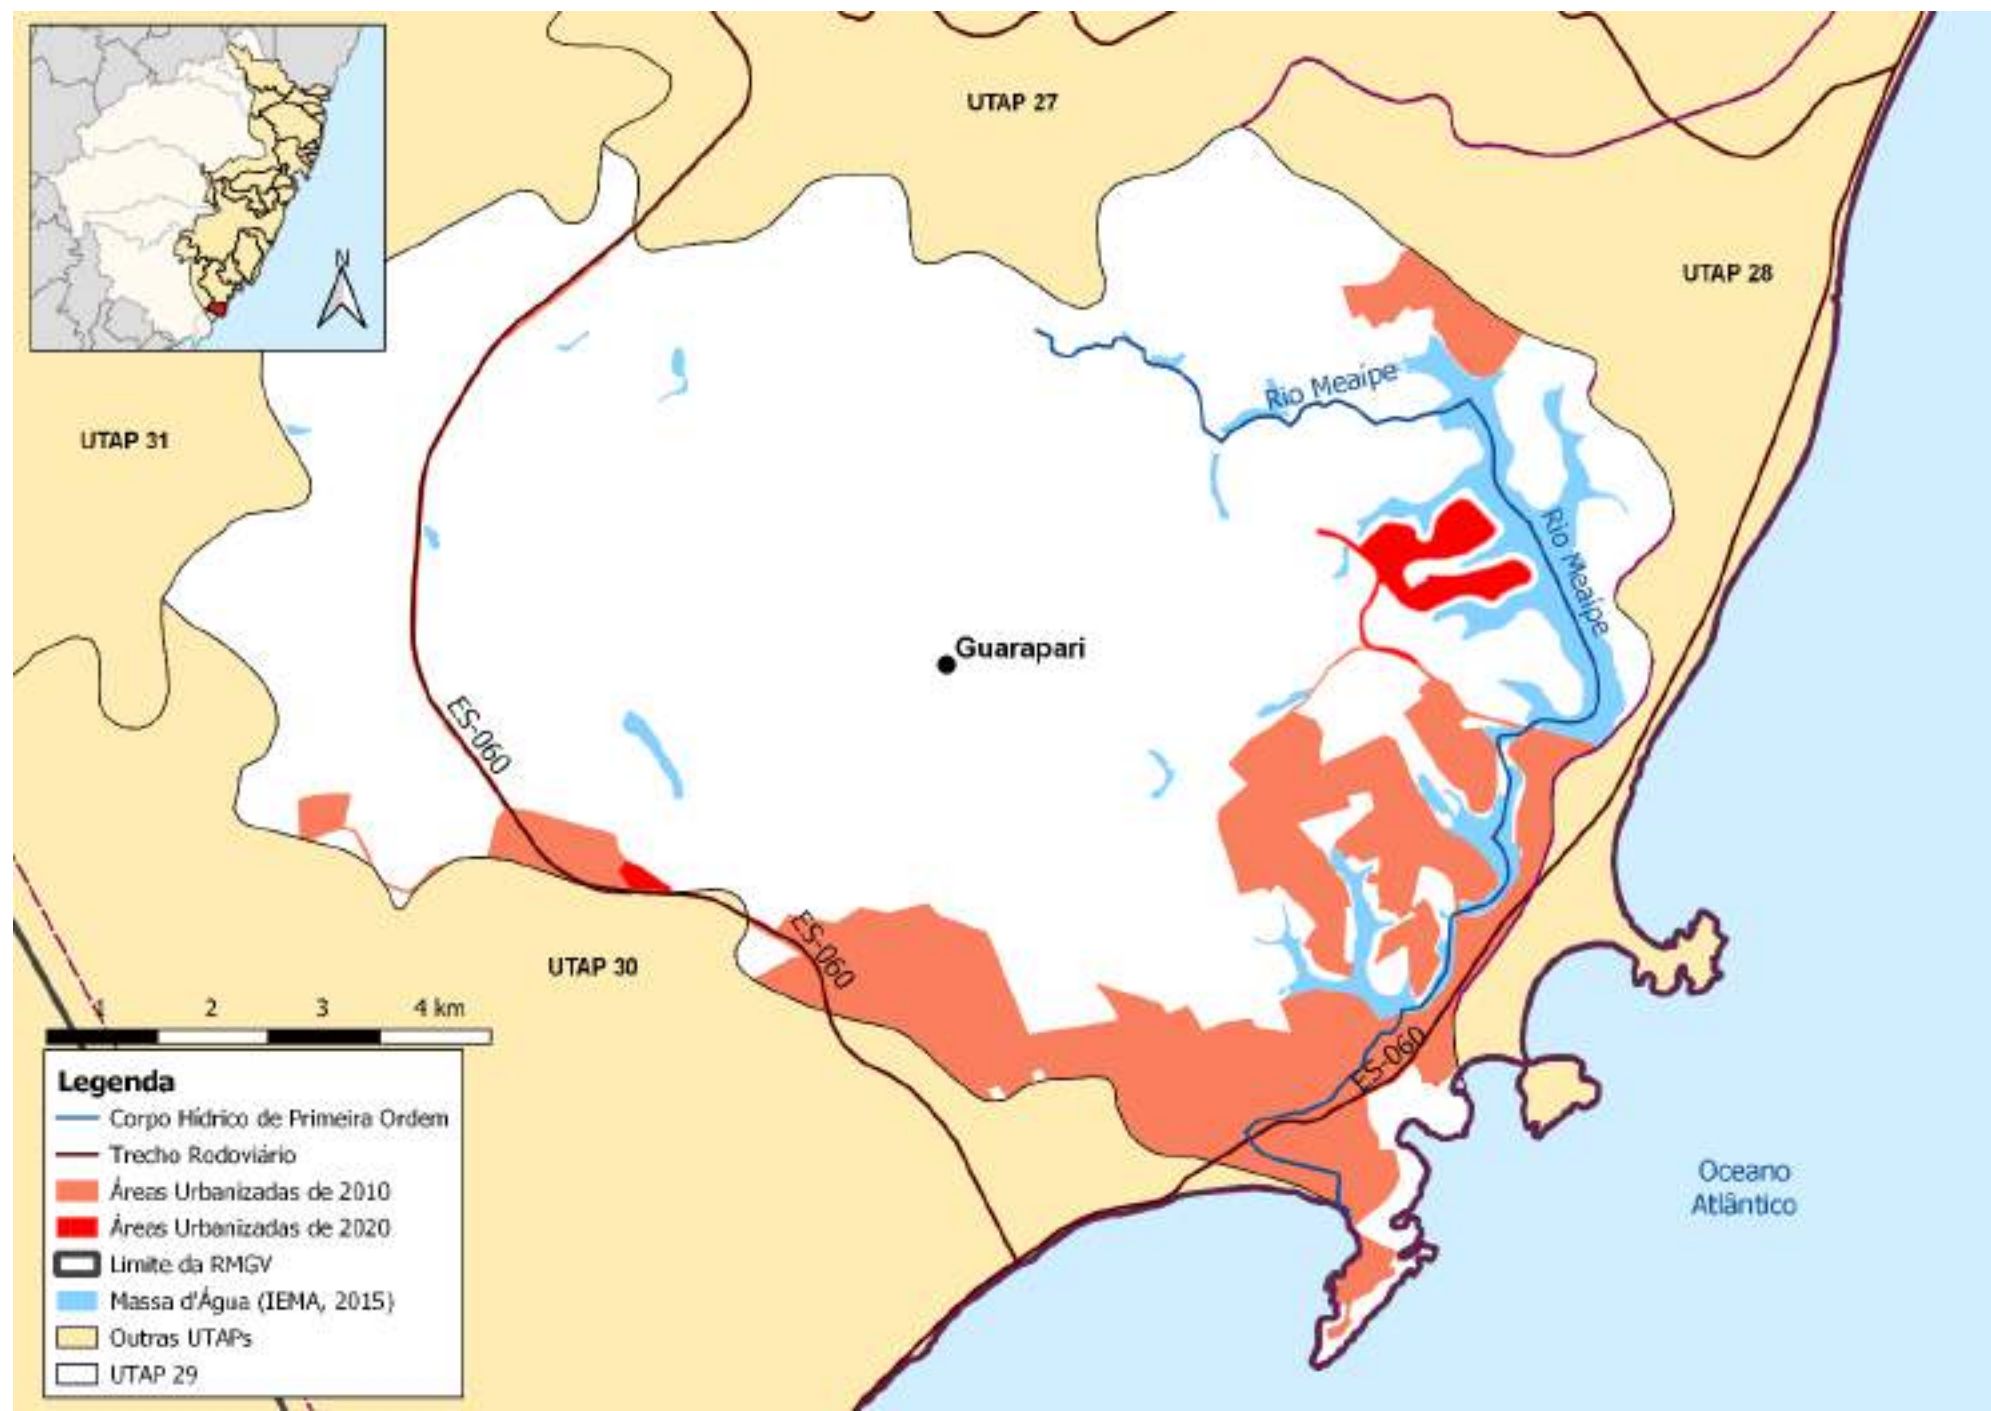 N
UTAP 27
UTAP 28
Rio Meaípe
UTAP 31
Rio Meaípe
Guarapari
ES-060
ES-060
UTAP 30
1 2 3 4 km
ES-060
Legenda
Corpo Hídrico de Primeira Ordem
Trecho Rodoviário
Áreas Urbanizadas de 2010
Áreas Urbanizadas de 2020
Limite da RMGV
Massa d'Água (IEMA, 2015)
Outras UTAPs
UTAP 29
Oceano
Atlântico